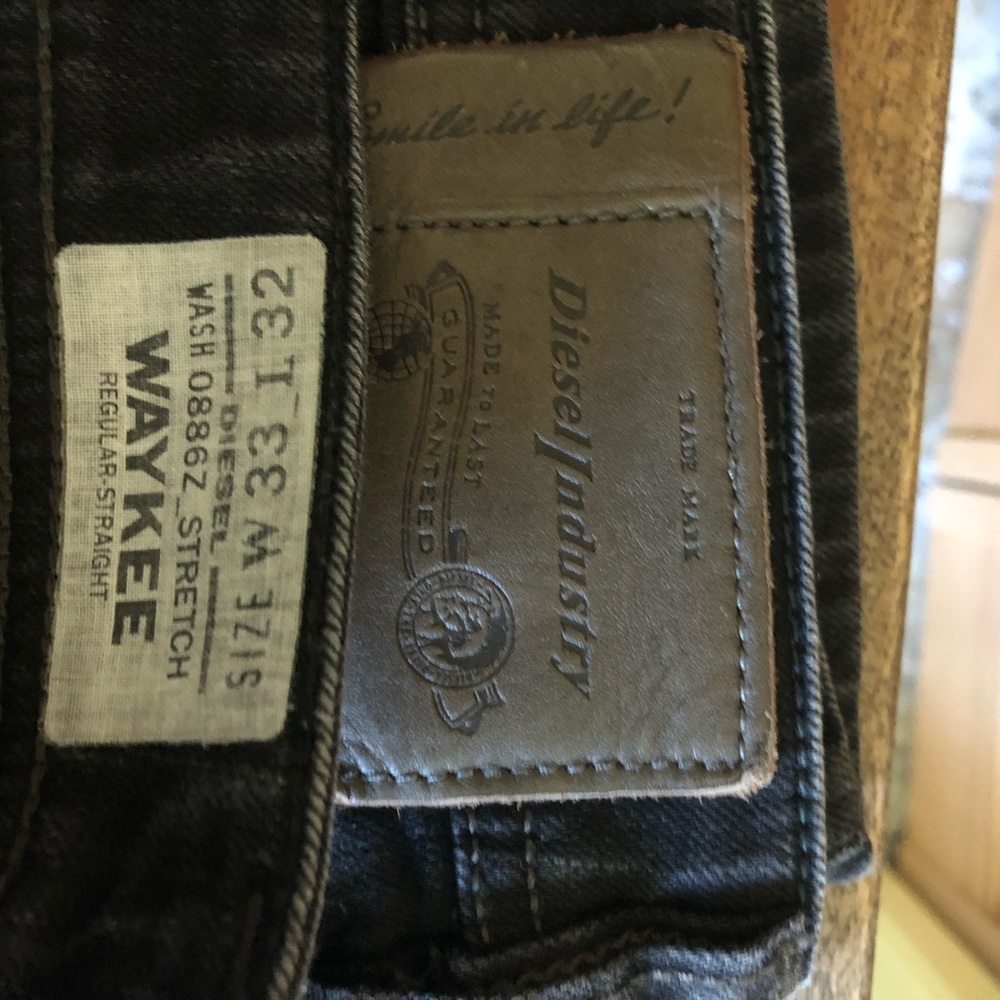 Smile in life!
TRADE MARK
Diesel Industry
MADE TO LAST
GUARANTEED
SIZE W 33 L 32
DIESEL
WASH 0886Z_STRETCH
WAYKEE
REGULAR-STRAIGHT